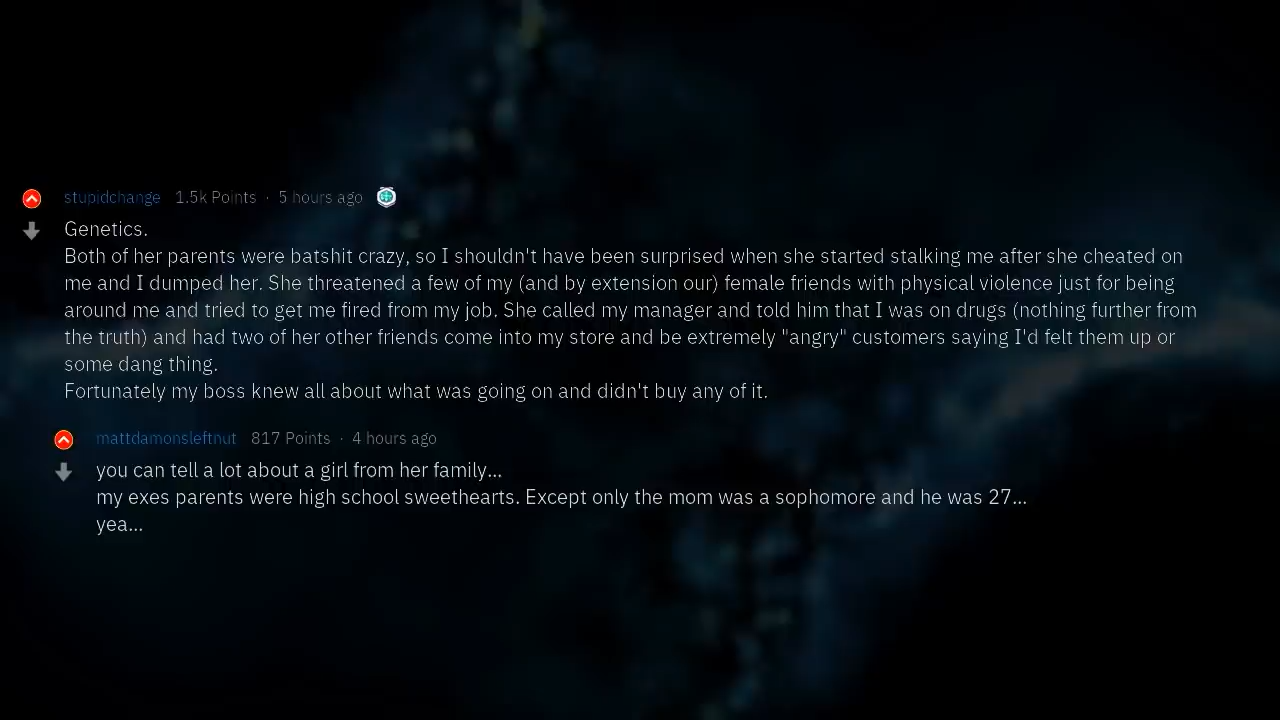 stupidchange 1.5k Points · 5 hours ago
Genetics.
Both of her parents were batshit crazy, so I shouldn't have been surprised when she started stalking me after she cheated on
me and I dumped her. She threatened a few of my (and by extension our) female friends with physical violence just for being
around me and tried to get me fired from my job. She called my manager and told him that I was on drugs (nothing further from
the truth) and had two of her other friends come into my store and be extremely "angry" customers saying I'd felt them up or
some dang thing.
Fortunately my boss knew all about what was going on and didn't buy any of it.
mattdamonsleftnut 817 Points · 4 hours ago
you can tell a lot about a girl from her family...
my exes parents were high school sweethearts. Except only the mom was a sophomore and he was 27...
yea...